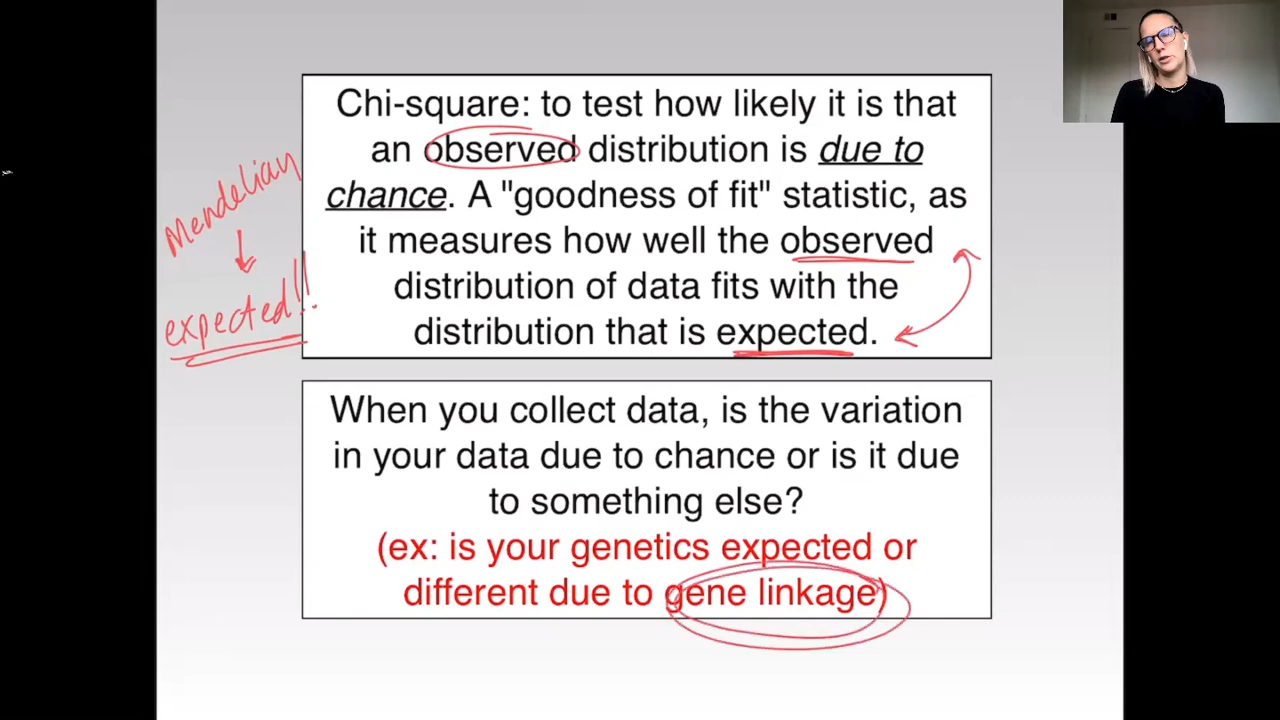 Chi-square: to test how likely it is that
an observed distribution is due to
chance. A "goodness of fit" statistic, as
it measures how well the observed
distribution of data fits with the
distribution that is expected.
Mendelian
expected!!
When you collect data, is the variation
in your data due to chance or is it due
to something else?
(ex: is your genetics expected or
different due to gene linkage)